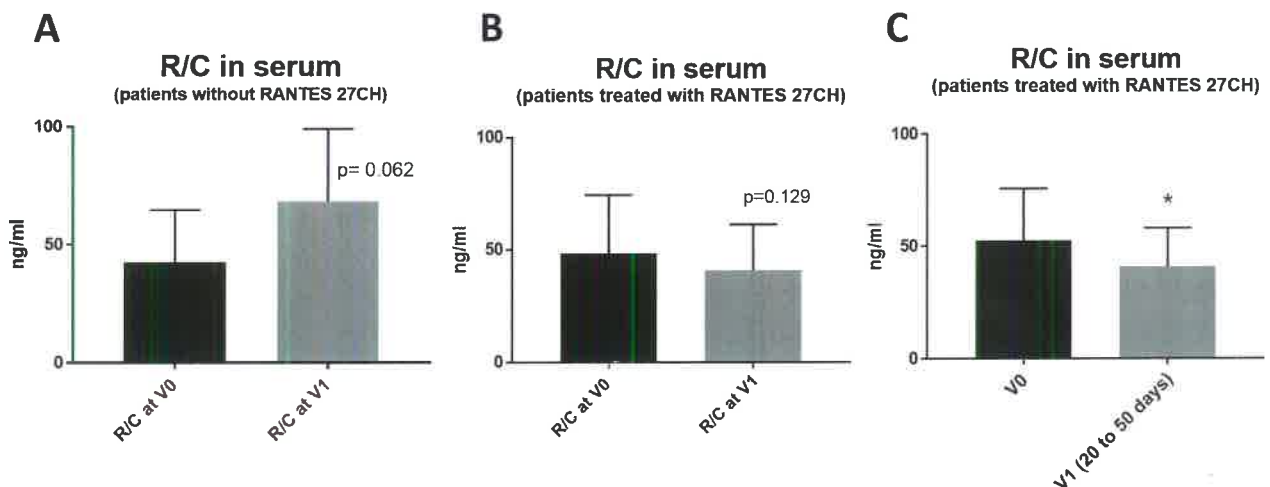 A
R/C in serum
(patients without RANTES 27CH)
100
50
0
ng/ml
p= 0.062
R/C at V0
R/C at V1
B
R/C in serum
(patients treated with RANTES 27CH)
100
50
0
ng/ml
p=0.129
R/C at V0
R/C at V1
C
R/C in serum
(patients treated with RANTES 27CH)
100
50
0
ng/ml
*
V0
V1 (20 to 50 days)